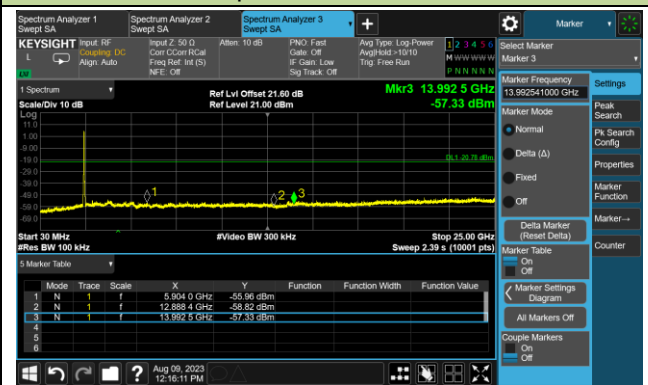 Spectrum Analyzer 1
Swept SA
Spectrum Analyzer 2
Swept SA
Spectrum Analyzer 3
Swept SA
Marker
KEYSIGHT
L
Input: RF
Coupling: DC
Align: Auto
Input Z: 50 Ω
Corr CCorr RCal
Freq Ref: Int (S)
NFE: Off
Atten: 10 dB
PNO: Fast
Gate: Off
IF Gain: Low
Sig Track: Off
Avg Type: Log-Power
Avg|Hold:>10/10
Trig: Free Run
1 2 3 4 5 6
M W W W W W
P N N N N N
Select Marker
Marker 3
1 Spectrum
Scale/Div 10 dB
Log
Ref Lvl Offset 21.60 dB
Ref Level 21.00 dBm
Mkr3 13.992 5 GHz
-57.33 dBm
11.0
1.00
-9.00
-19.0
-29.0
-39.0
-49.0
-59.0
-69.0
DL1 -20.78 dBm
1
2
3
Start 30 MHz
#Res BW 100 kHz
#Video BW 300 kHz
Stop 25.00 GHz
Sweep 2.39 s (10001 pts)
5 Marker Table
Mode Trace Scale X Y Function Function Width Function Value
1 N 1 f 5.904 0 GHz -55.96 dBm
2 N 1 f 12.888 4 GHz -58.82 dBm
3 N 1 f 13.992 5 GHz -57.33 dBm
4
5
6
Marker Frequency
13.992541000 GHz
Marker Mode
Normal
Delta (Δ)
Fixed
Off
Delta Marker
(Reset Delta)
Marker Table
On
Off
Marker Settings
Diagram
All Markers Off
Couple Markers
On
Off
Settings
Peak
Search
Pk Search
Config
Properties
Marker
Function
Marker→
Counter
?
Aug 09, 2023
12:16:11 PM